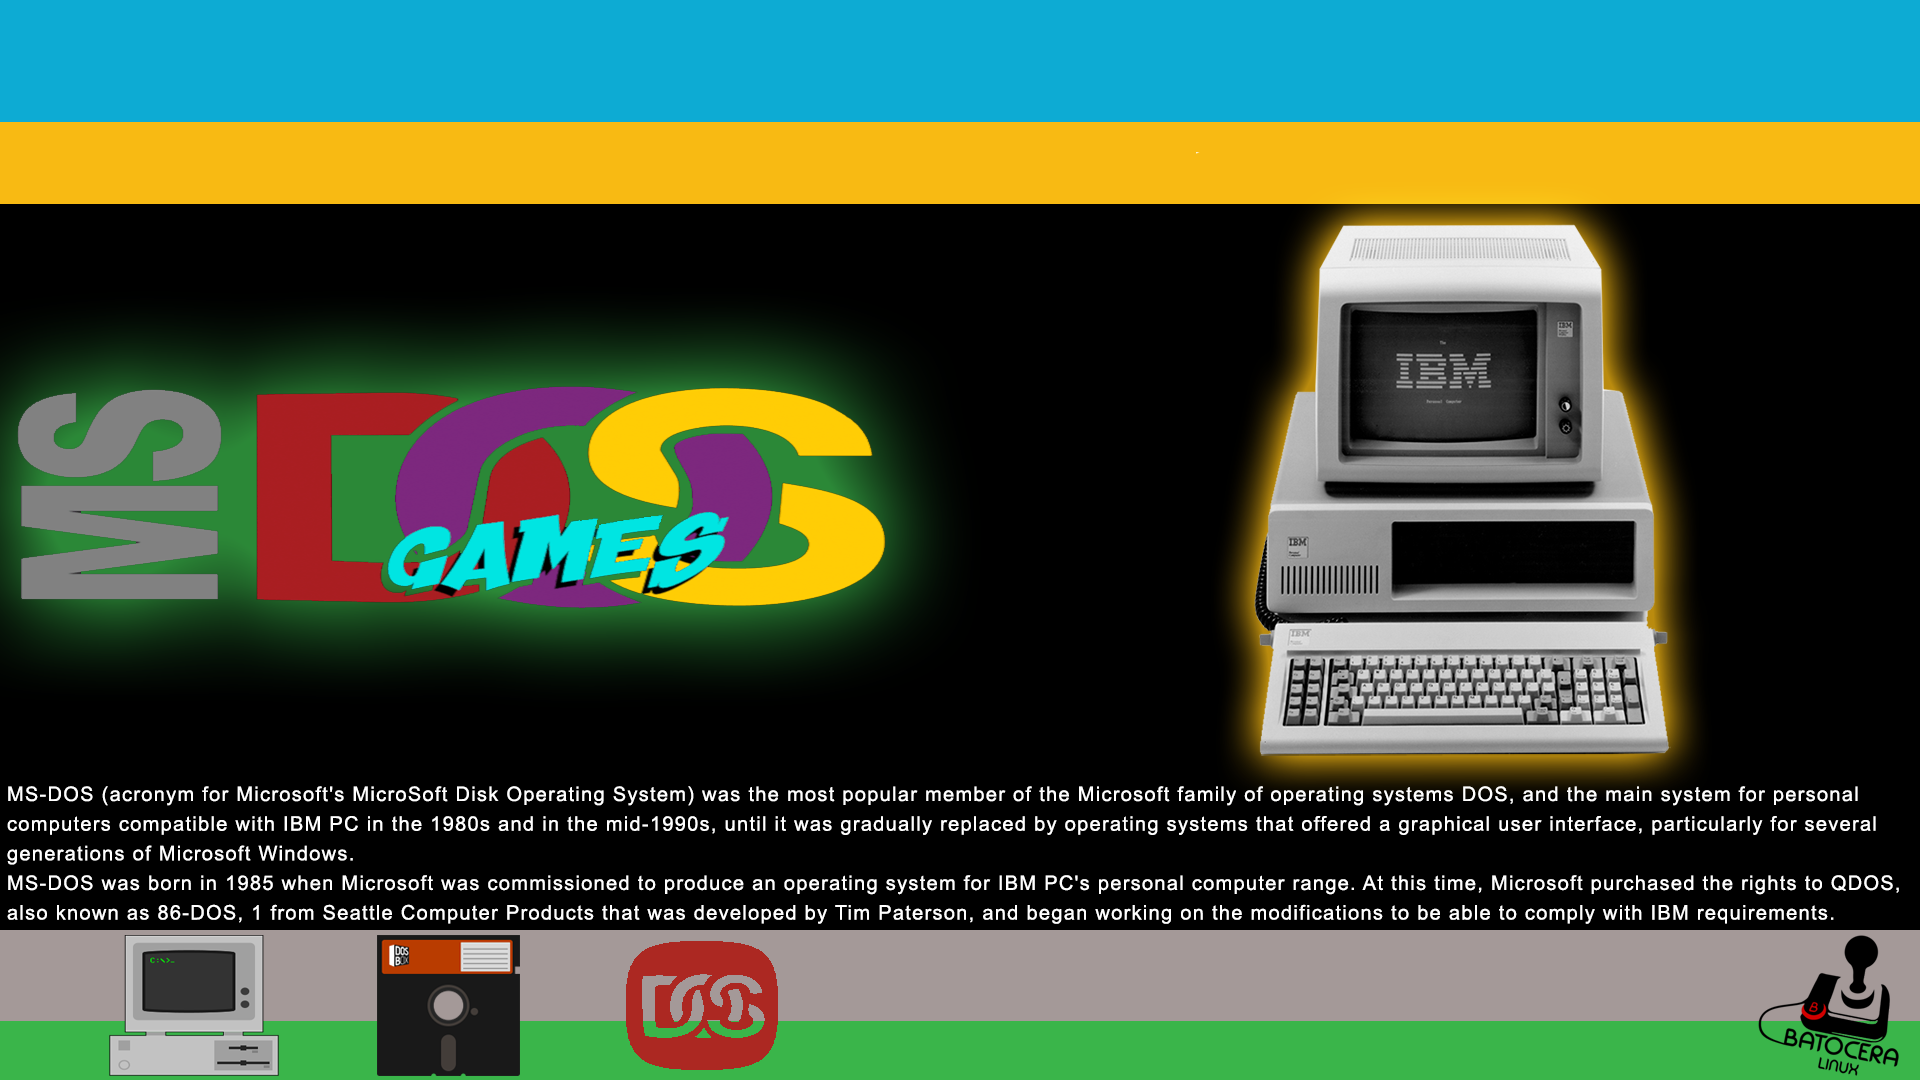 MS
DOS
GAMES
The
IBM
Personal Computer
IBM
IBM
IBM
MS-DOS (acronym for Microsoft's MicroSoft Disk Operating System) was the most popular member of the Microsoft family of operating systems DOS, and the main system for personal
computers compatible with IBM PC in the 1980s and in the mid-1990s, until it was gradually replaced by operating systems that offered a graphical user interface, particularly for several
generations of Microsoft Windows.
MS-DOS was born in 1985 when Microsoft was commissioned to produce an operating system for IBM PC's personal computer range. At this time, Microsoft purchased the rights to QDOS,
also known as 86-DOS, 1 from Seattle Computer Products that was developed by Tim Paterson, and began working on the modifications to be able to comply with IBM requirements.
C:\>_
DOS
BOX
DOS
B
BATOCERA
LINUX